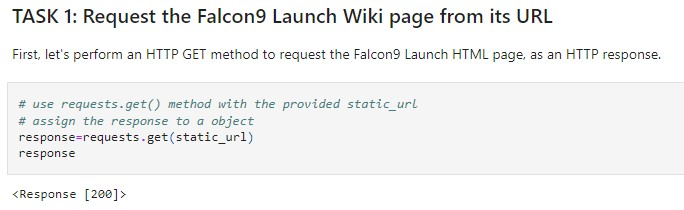 TASK 1: Request the Falcon9 Launch Wiki page from its URL
First, let's perform an HTTP GET method to request the Falcon9 Launch HTML page, as an HTTP response.
# use requests.get() method with the provided static_url
# assign the response to a object
response=requests.get(static_url)
response
<Response [200]>